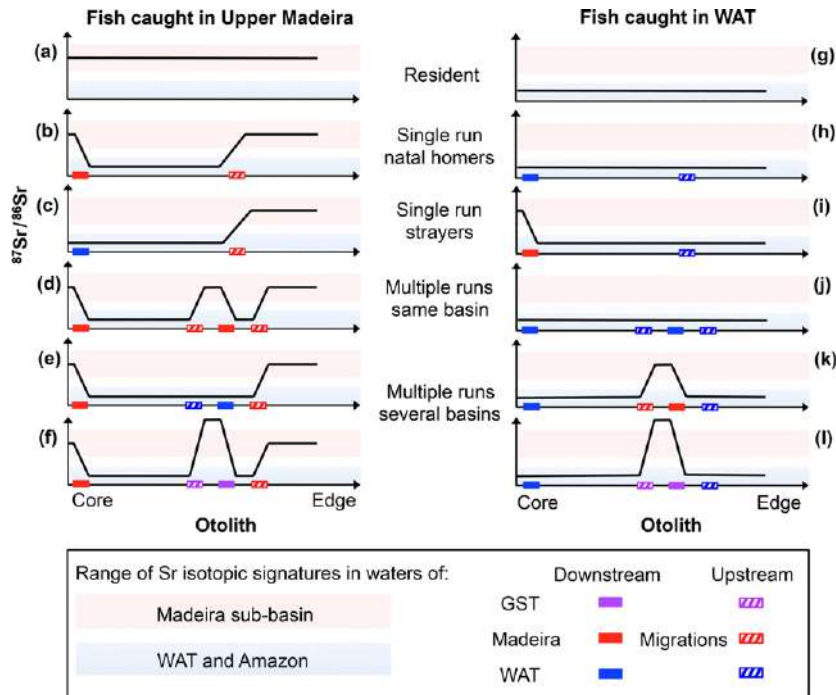 Fish caught in Upper Madeira
Fish caught in WAT
(a)
Resident
(g)
(b)
Single run
natal homers
(h)
(c)
Single run
strayers
(i)
(d)
Multiple runs
same basin
(j)
(e)
Multiple runs
several basins
(k)
(f)
(l)
⁸⁷Sr/⁸⁶Sr
Core
Edge
Otolith
Core
Edge
Otolith
Range of Sr isotopic signatures in waters of:
Madeira sub-basin
WAT and Amazon
Downstream
Upstream
GST
Madeira
Migrations
WAT